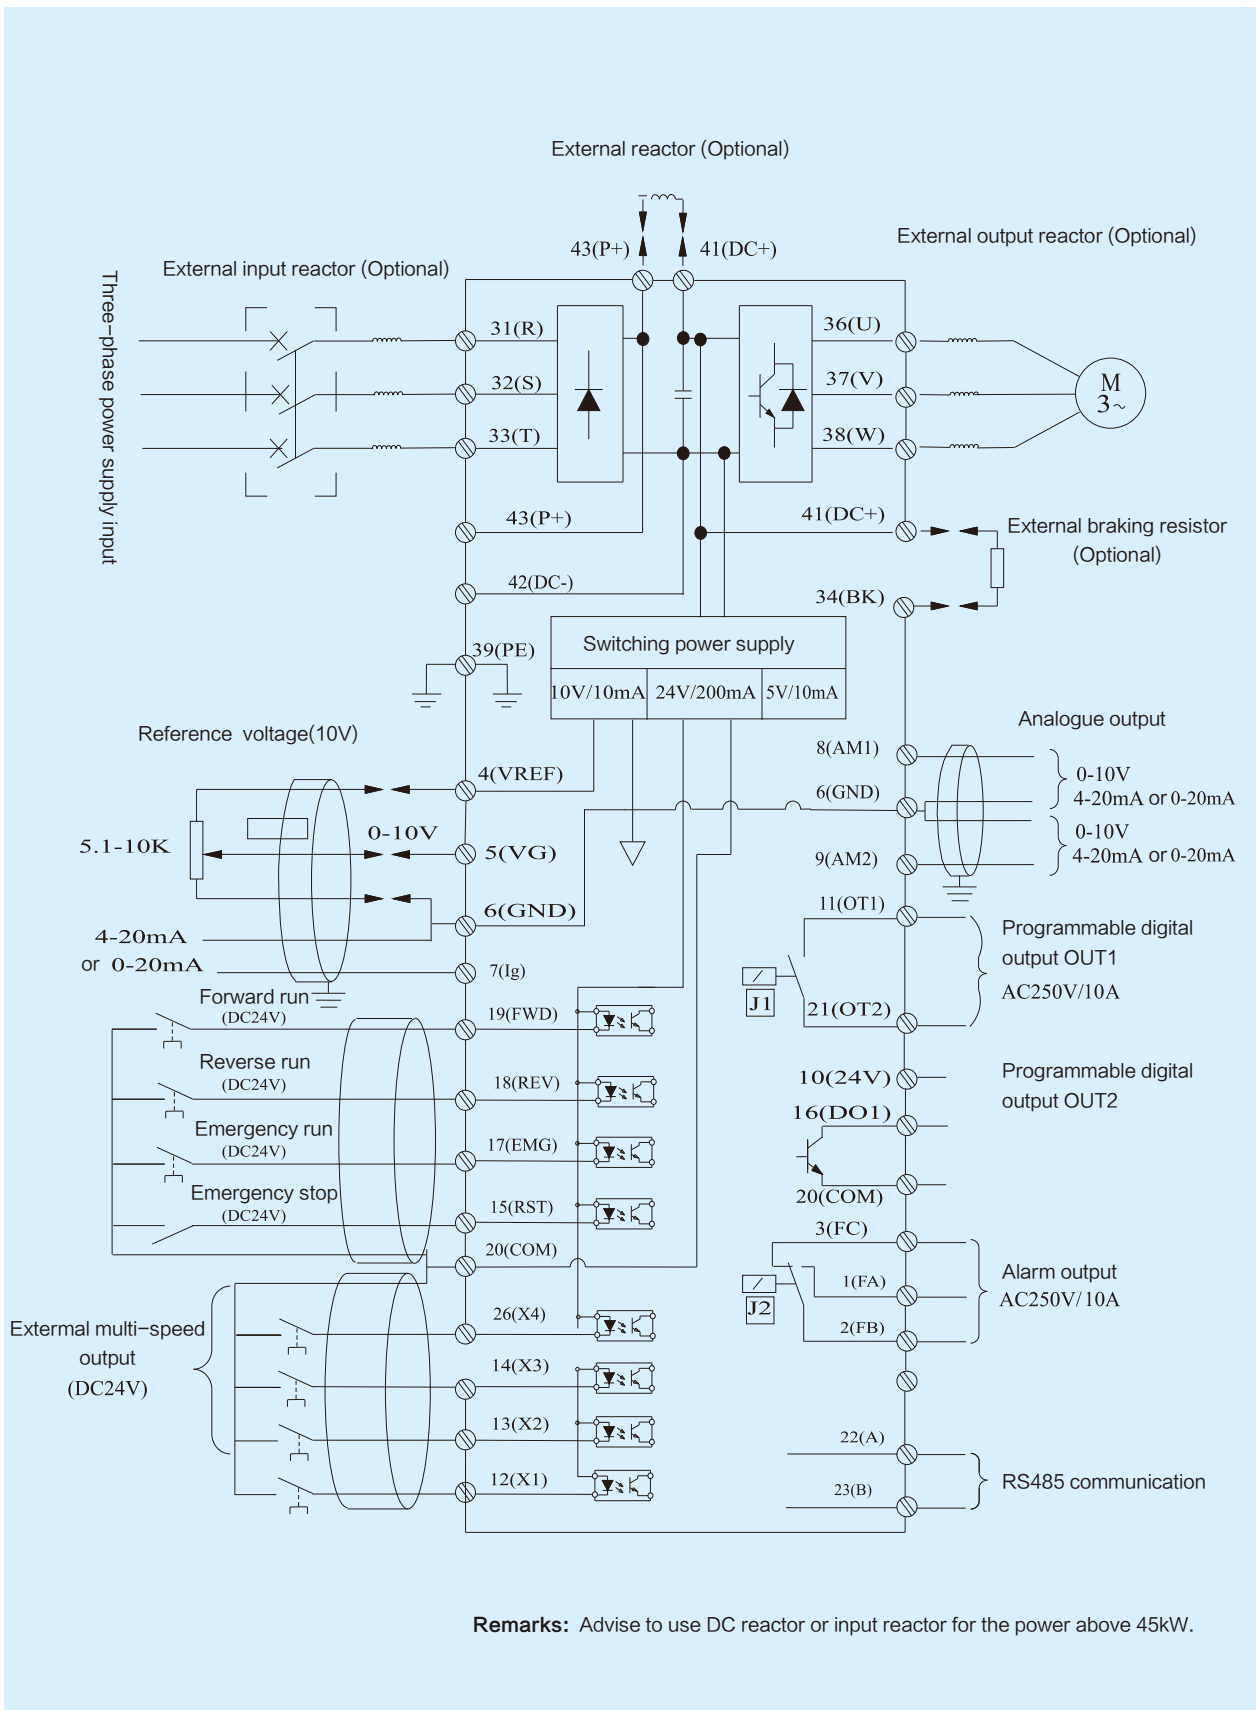 External reactor (Optional)
43(P+)
41(DC+)
External output reactor (Optional)
External input reactor (Optional)
Three-phase power supply input
31(R)
32(S)
33(T)
36(U)
37(V)
38(W)
M
3~
43(P+)
41(DC+)
External braking resistor
(Optional)
42(DC-)
34(BK)
39(PE)
Switching power supply
10V/10mA
24V/200mA
5V/10mA
Reference voltage(10V)
4(VREF)
5.1-10K
0-10V
5(VG)
6(GND)
4-20mA
or 0-20mA
7(Ig)
Analogue output
8(AM1)
6(GND)
9(AM2)
0-10V
4-20mA or 0-20mA
0-10V
4-20mA or 0-20mA
11(OT1)
J1
21(OT2)
Programmable digital
output OUT1
AC250V/10A
Forward run
(DC24V)
19(FWD)
Reverse run
(DC24V)
18(REV)
Emergency run
(DC24V)
17(EMG)
Emergency stop
(DC24V)
15(RST)
20(COM)
10(24V)
16(DO1)
20(COM)
Programmable digital
output OUT2
3(FC)
1(FA)
J2
2(FB)
Alarm output
AC250V/10A
Extermal multi-speed
output
(DC24V)
26(X4)
14(X3)
13(X2)
12(X1)
22(A)
23(B)
RS485 communication
Remarks: Advise to use DC reactor or input reactor for the power above 45kW.